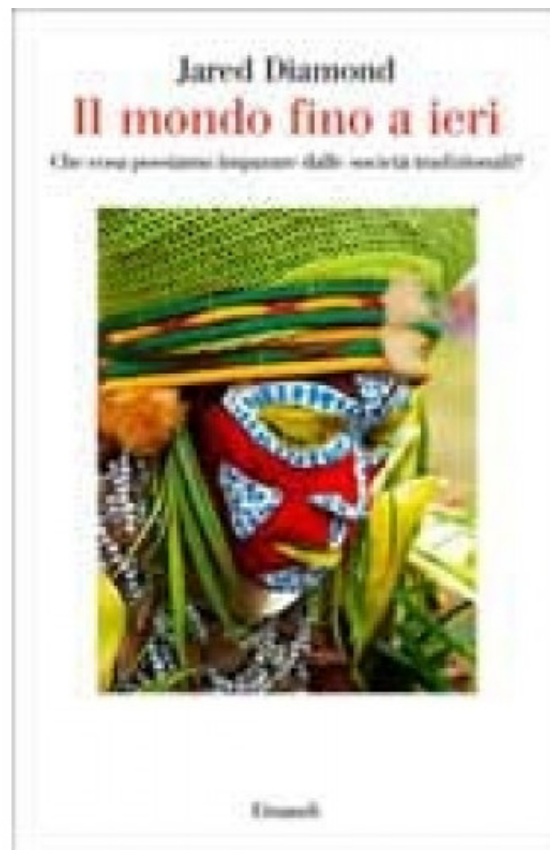 Jared Diamond
Il mondo fino a ieri
Che cosa possiamo imparare dalle società tradizionali?
Einaudi